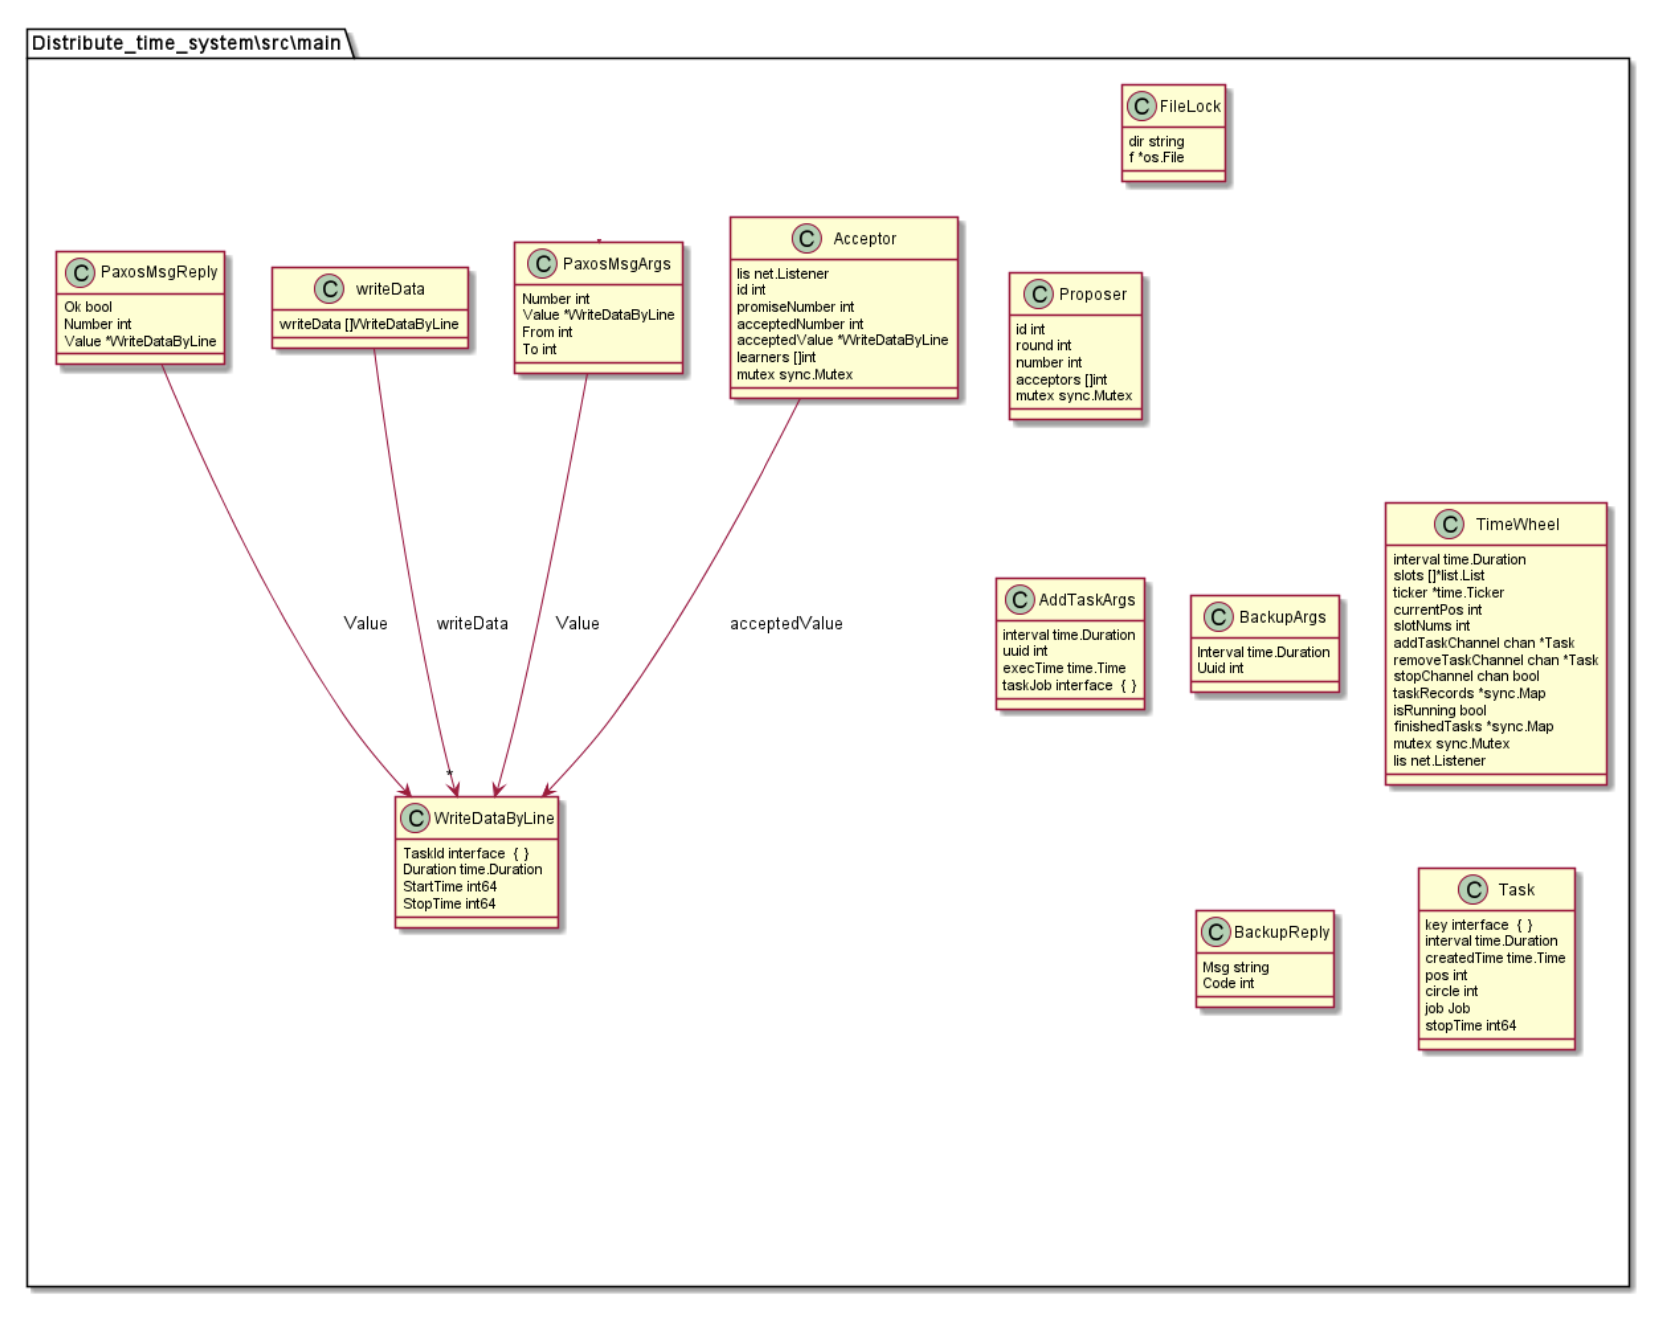 Distribute_time_system\src\main
C FileLock
dir string
f *os.File
C PaxosMsgReply
Ok bool
Number int
Value *WriteDataByLine
C writeData
writeData []WriteDataByLine
C PaxosMsgArgs
Number int
Value *WriteDataByLine
From int
To int
C Acceptor
lis net.Listener
id int
promiseNumber int
acceptedNumber int
acceptedValue *WriteDataByLine
learners []int
mutex sync.Mutex
C Proposer
id int
round int
number int
acceptors []int
mutex sync.Mutex
Value
writeData
Value
acceptedValue
*
C AddTaskArgs
interval time.Duration
uuid int
execTime time.Time
taskJob interface { }
C BackupArgs
Interval time.Duration
Uuid int
C TimeWheel
interval time.Duration
slots []*list.List
ticker *time.Ticker
currentPos int
slotNums int
addTaskChannel chan *Task
removeTaskChannel chan *Task
stopChannel chan bool
taskRecords *sync.Map
isRunning bool
finishedTasks *sync.Map
mutex sync.Mutex
lis net.Listener
C WriteDataByLine
TaskId interface { }
Duration time.Duration
StartTime int64
StopTime int64
C BackupReply
Msg string
Code int
C Task
key interface { }
interval time.Duration
createdTime time.Time
pos int
circle int
job Job
stopTime int64